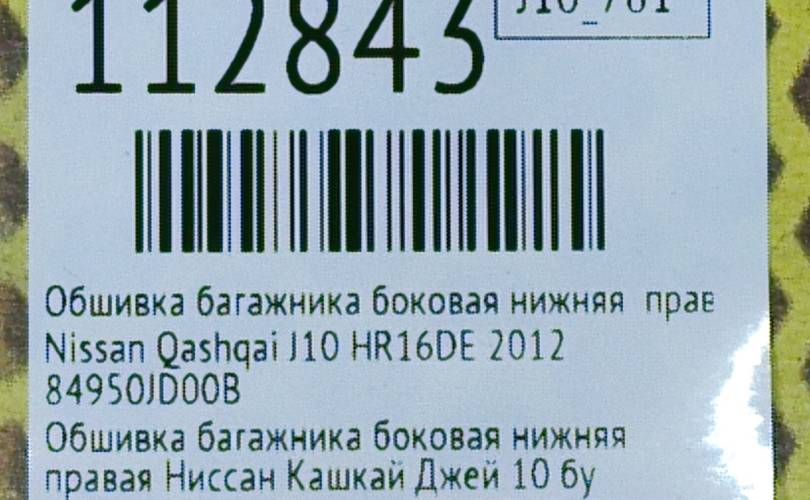 112843
Обшивка багажника боковая нижняя прав
Nissan Qashqai J10 HR16DE 2012
84950JD00B
Обшивка багажника боковая нижняя
правая Ниссан Кашкай Джей 10 бу